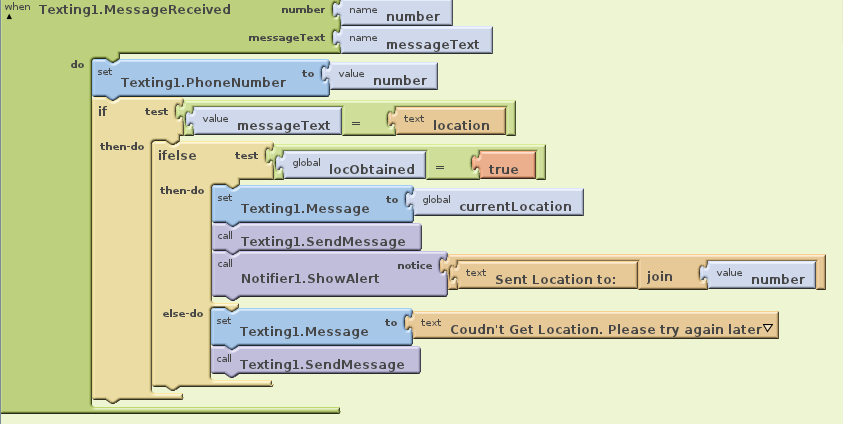 when Texting1.MessageReceived number name number
messageText name messageText
do set Texting1.PhoneNumber to value number
if test value messageText = text location
then-do ifelse test global locObtained = true
then-do set Texting1.Message to global currentLocation
call Texting1.SendMessage
call Notifier1.ShowAlert notice text Sent Location to: join value number
else-do set Texting1.Message to text Coudn't Get Location. Please try again later
call Texting1.SendMessage